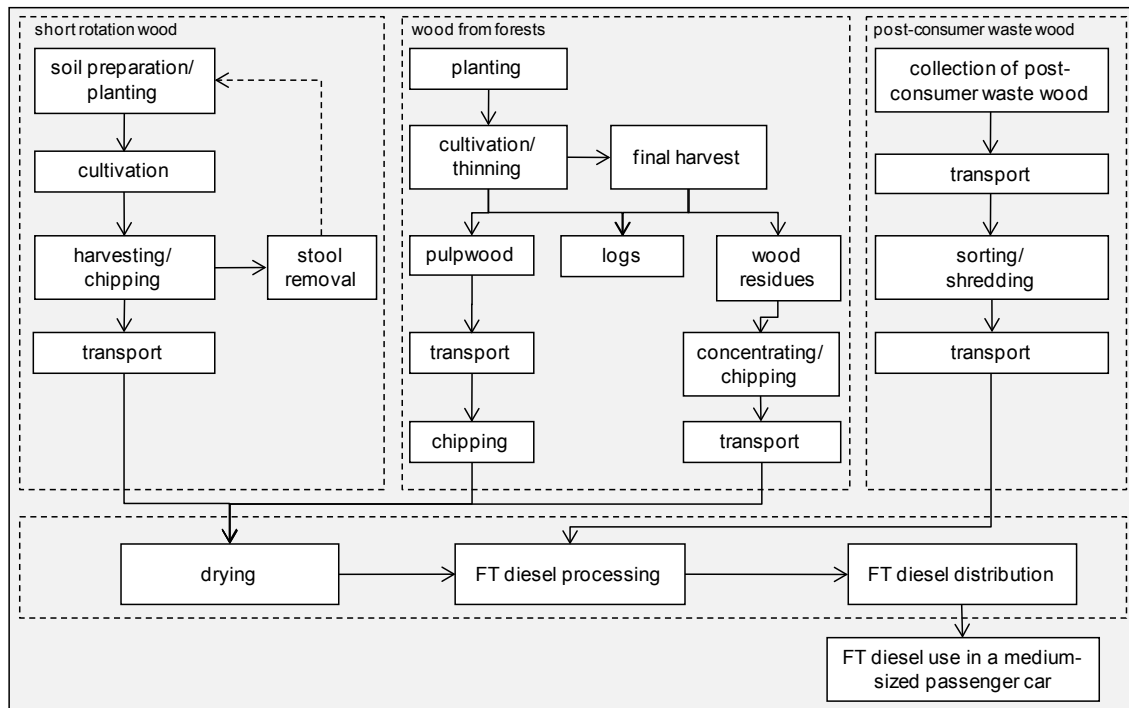 short rotation wood
soil preparation/
planting
cultivation
harvesting/
chipping
stool
removal
transport
wood from forests
planting
cultivation/
thinning
final harvest
pulpwood
logs
wood
residues
transport
concentrating/
chipping
chipping
transport
post-consumer waste wood
collection of post-
consumer waste wood
transport
sorting/
shredding
transport
drying
FT diesel processing
FT diesel distribution
FT diesel use in a medium-
sized passenger car